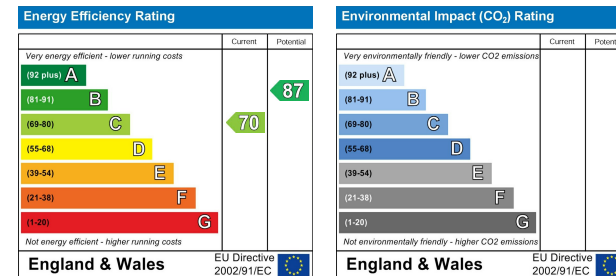 Energy Efficiency Rating
Current Potential
Very energy efficient - lower running costs
(92 plus) A
(81-91) B
87
(69-80) C
70
(55-68) D
(39-54) E
(21-38) F
(1-20) G
Not energy efficient - higher running costs
England & Wales
EU Directive
2002/91/EC
Environmental Impact (CO₂) Rating
Current Potent
Very environmentally friendly - lower CO2 emissions
(92 plus) A
(81-91) B
(69-80) C
(55-68) D
(39-54) E
(21-38) F
(1-20) G
Not environmentally friendly - higher CO2 emissions
England & Wales
EU Directive
2002/91/EC